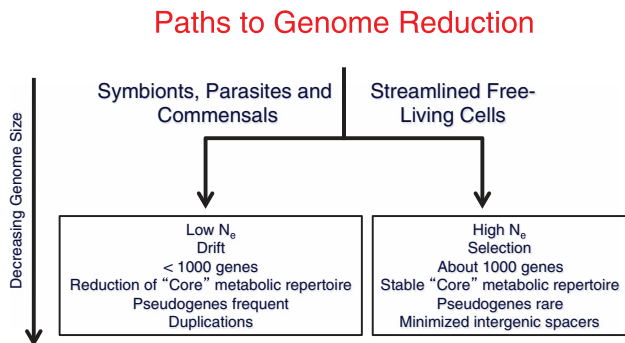 Paths to Genome Reduction
Decreasing Genome Size
Symbionts, Parasites and
Commensals
Streamlined Free-
Living Cells
Low Ne
Drift
< 1000 genes
Reduction of “Core” metabolic repertoire
Pseudogenes frequent
Duplications
High Ne
Selection
About 1000 genes
Stable “Core” metabolic repertoire
Pseudogenes rare
Minimized intergenic spacers